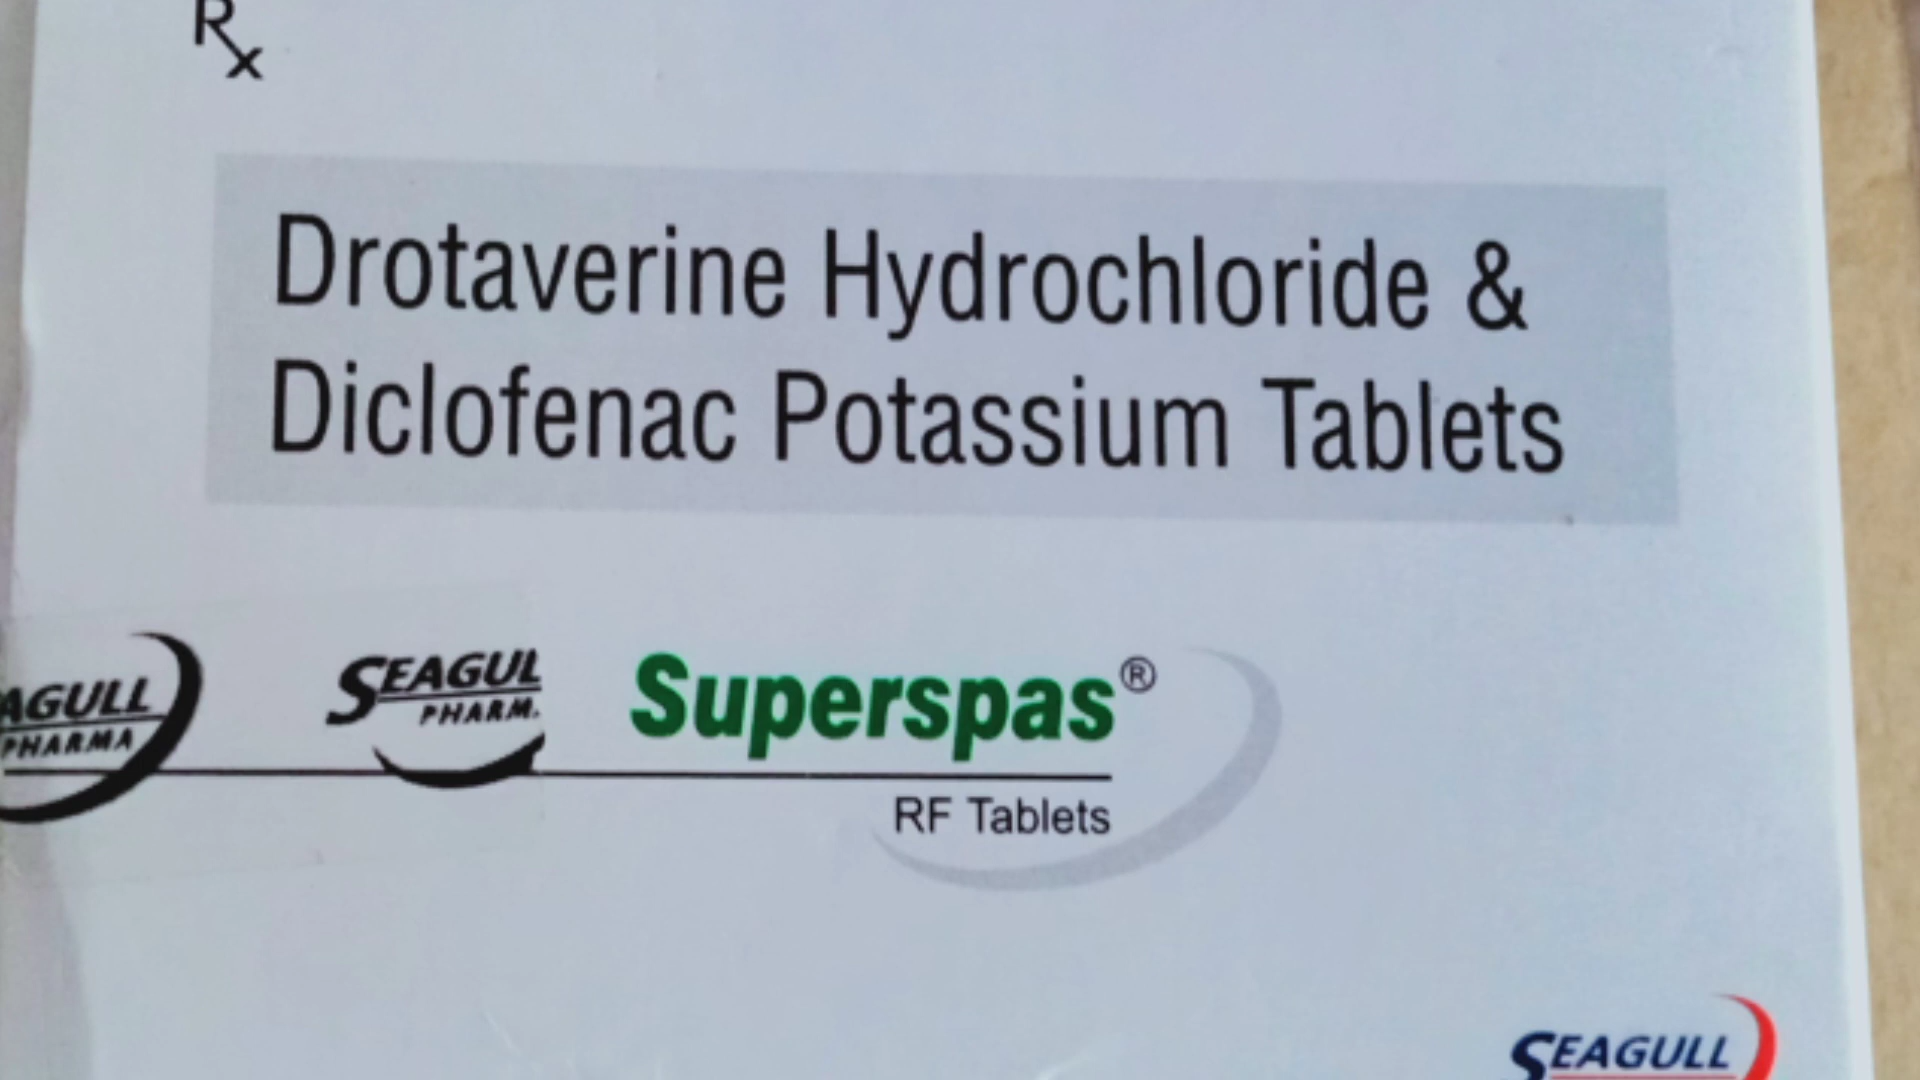 Rx
Drotaverine Hydrochloride &
Diclofenac Potassium Tablets
AGULL
PHARMA
SEAGUL
PHARM.
Superspas®
RF Tablets
SEAGULL